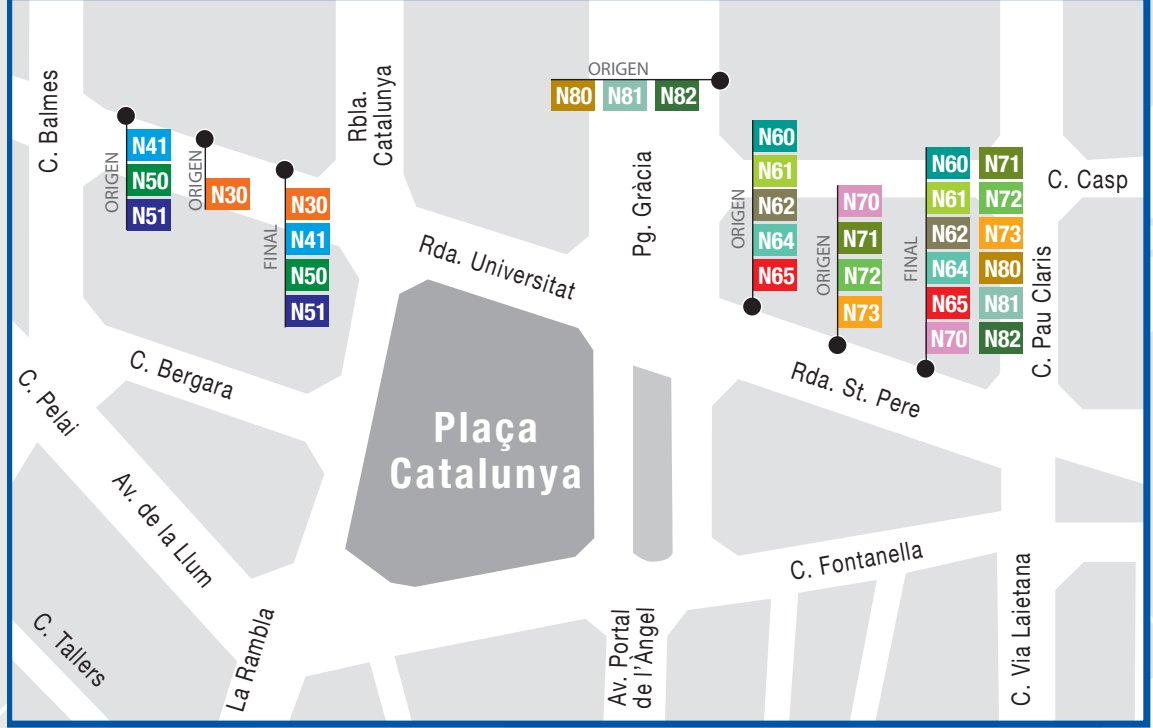 C. Balmes
ORIGEN
N41
N50
N51
ORIGEN
N30
FINAL
N30
N41
N50
N51
Rbla.
Catalunya
ORIGEN
N80 N81 N82
Pg. Gràcia
ORIGEN
N60
N61
N62
N64
N65
ORIGEN
N70
N71
N72
N73
FINAL
N60 N71
N61 N72
N62 N73
N64 N80
N65 N81
N70 N82
C. Casp
C. Pau Claris
Rda. Universitat
Rda. St. Pere
C. Bergara
C. Pelai
Plaça
Catalunya
Av. de la Llum
C. Fontanella
C. Tallers
La Rambla
Av. Portal
de l'Àngel
C. Via Laietana